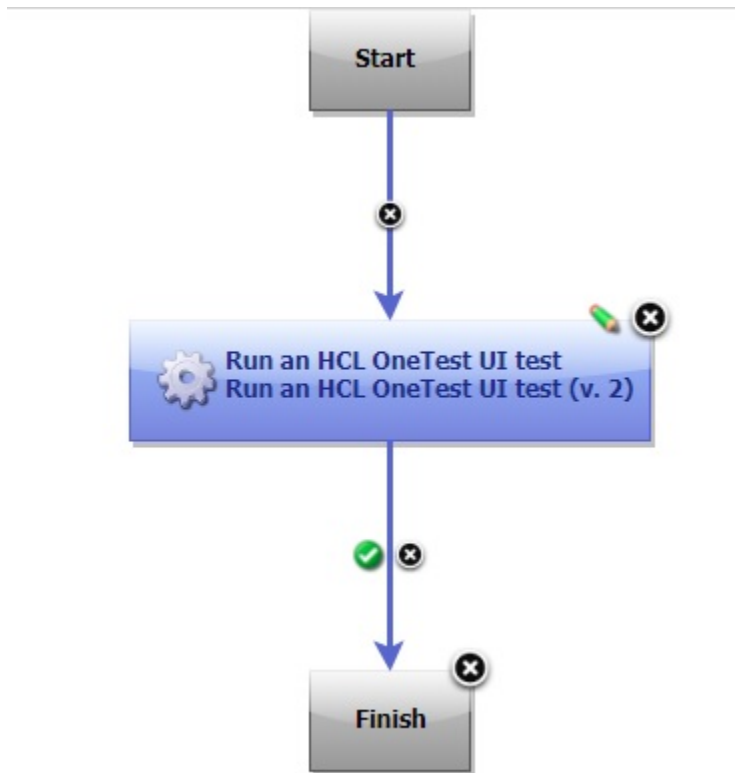 Start
Run an HCL OneTest UI test
Run an HCL OneTest UI test (v. 2)
Finish